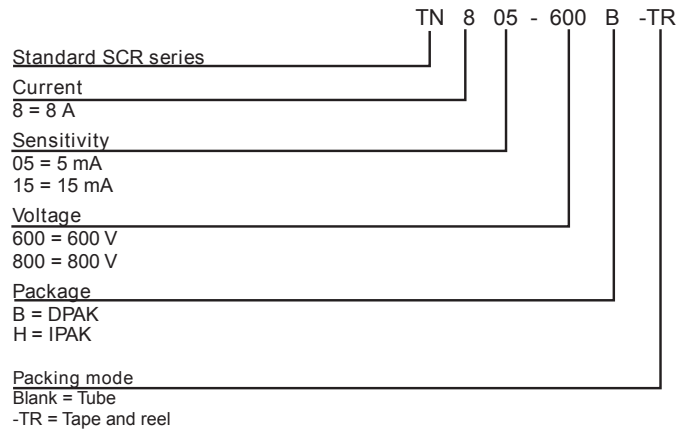 TN 8 05 - 600 B -TR
Standard SCR series
Current
8 = 8 A
Sensitivity
05 = 5 mA
15 = 15 mA
Voltage
600 = 600 V
800 = 800 V
Package
B = DPAK
H = IPAK
Packing mode
Blank = Tube
-TR = Tape and reel